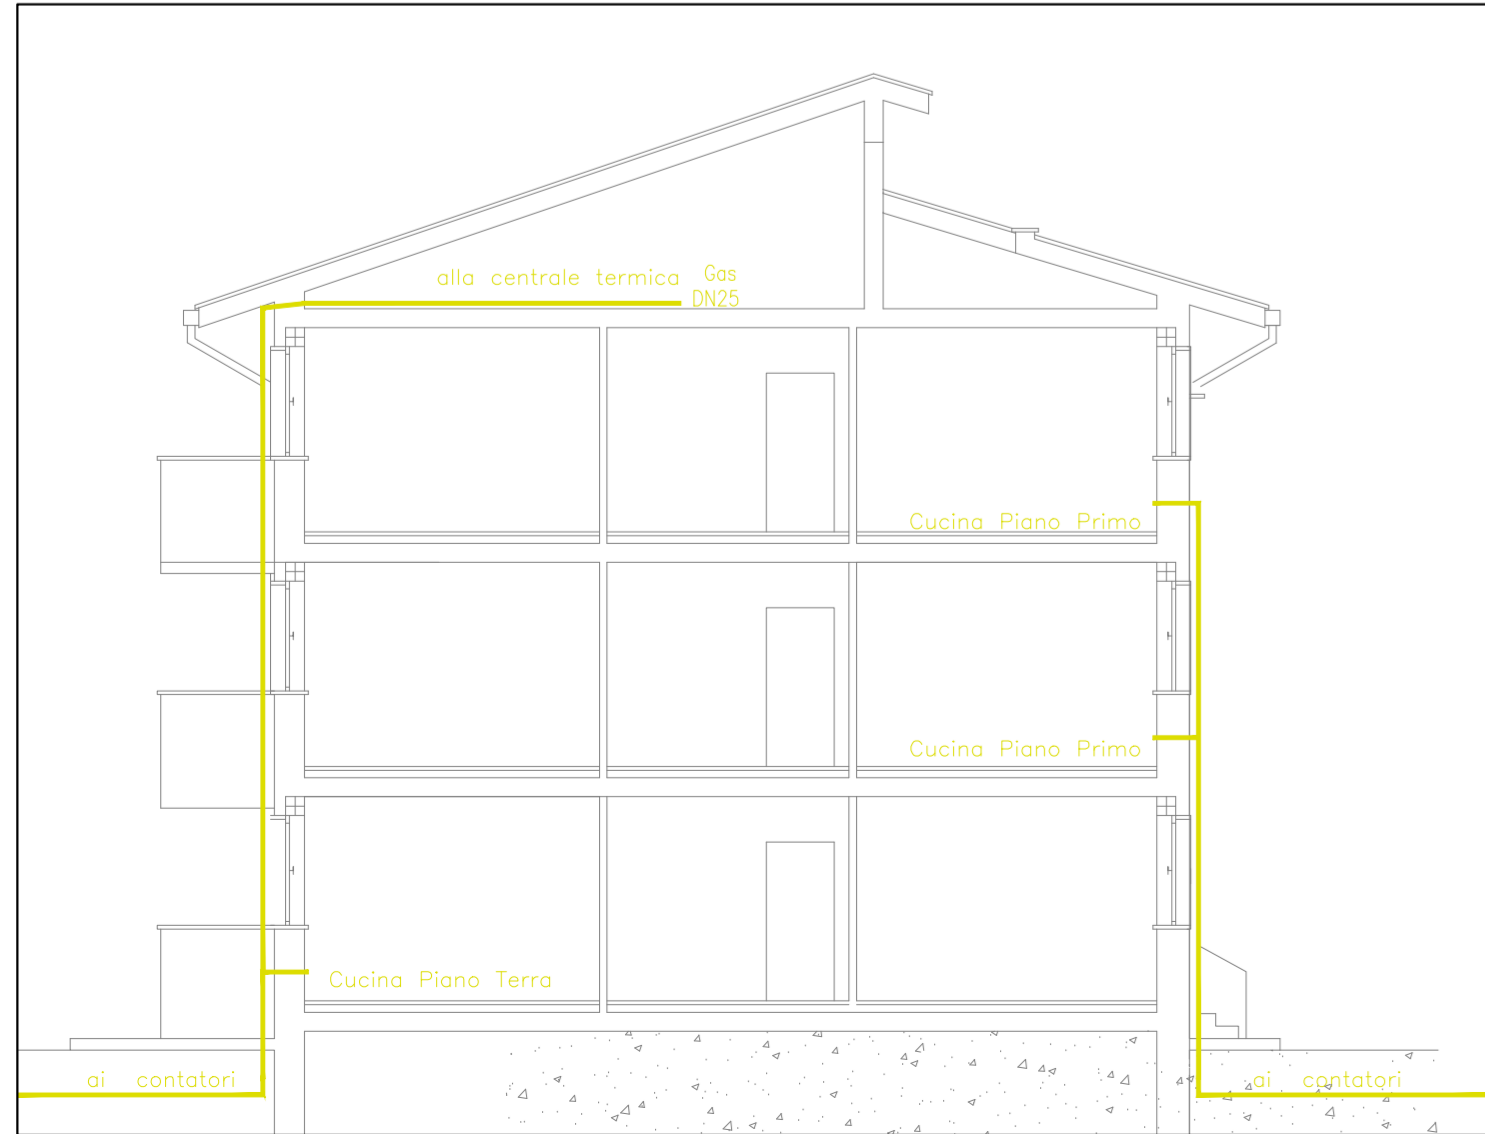 alla centrale termica
Gas
DN25
Cucina Piano Primo
Cucina Piano Primo
Cucina Piano Terra
ai contatori
ai contatori